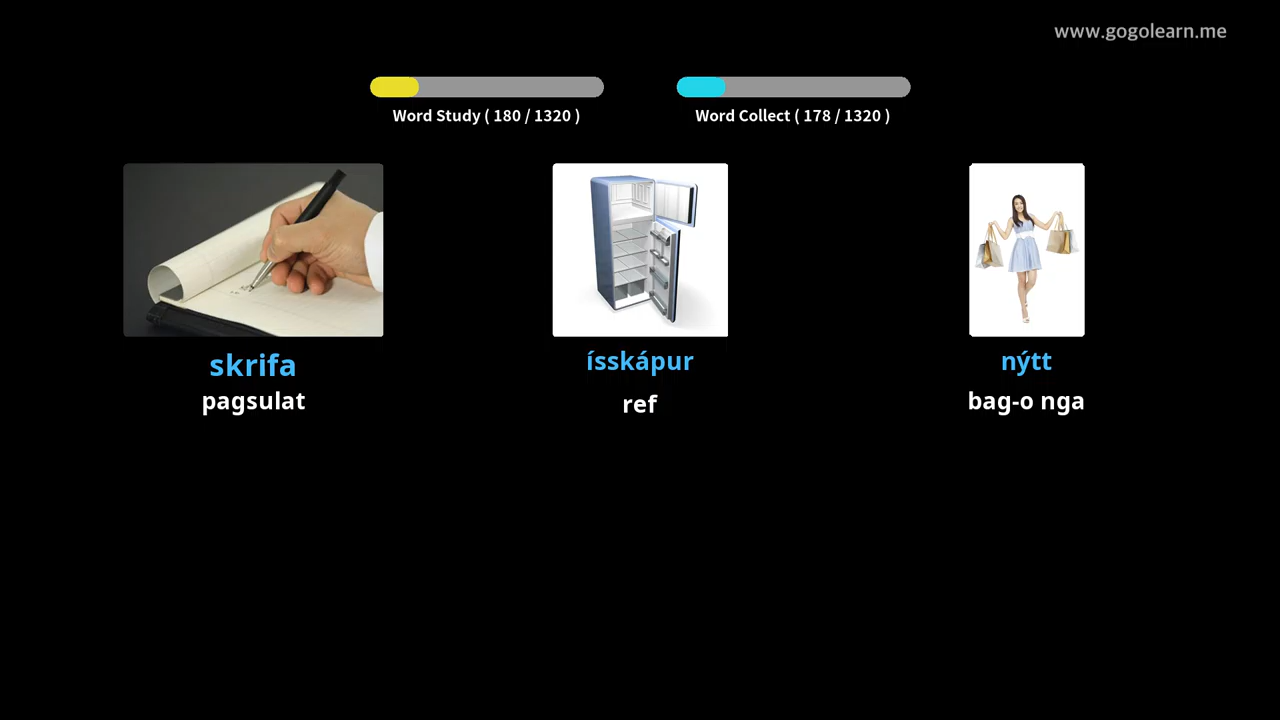 www.gogolearn.me
Word Study ( 180 / 1320 )
Word Collect ( 178 / 1320 )
skrifa
pagsulat
ísskápur
ref
nýtt
bag-o nga